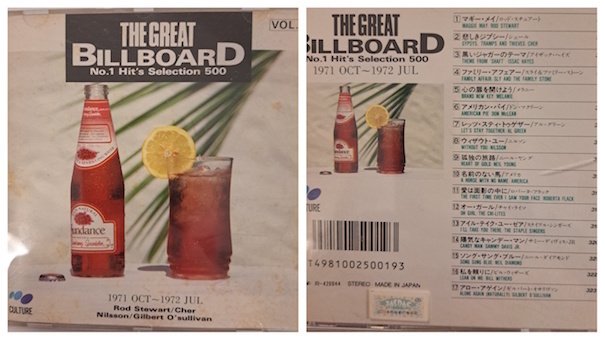 THE GREAT
BILLBOARD
No.1 Hit's Selection 500
VOL.
undance
1971 OCT~1972 JUL
Rod Stewart/Cher
Nilsson/Gilbert O'sullivan
CULTURE
THE GREAT
BILLBOARD
No.1 Hit's Selection 500
1971 OCT~1972 JUL
TURE
T4981002500193
STEREO MADE IN JAPAN
1 マギー・メイ/ロッド・スチュアート
MAGGIE MAY ROD STEWART
2 悲しきジプシー/シェール
GYPSYS, TRAMPS AND THIEVES CHER
3 黒いジャガーのテーマ/アイザック・ヘイズ
THEME FROM SHAFT ISSAC HAYES
4 ファミリー・アフェアー/スライ&ファミリー・ストーン
FAMILY AFFAIR SLY AND THE FAMILY STONE
5 心の扉を開けよう/メラニー
BRAND NEW KEY MELANIE
6 アメリカン・パイ/ドン・マクリーン
AMERICAN PIE DON McLEAN
7 レッツ・スティ・トゥゲザー/アル・グリーン
LET'S STAY TOGETHER AL GREEN
8 ウィザウト・ユー/ニルソン
WITHOUT YOU NILSSON
9 孤独の旅路/ニール・ヤング
HEART OF GOLD NEIL YOUNG
10 名前のない馬/アメリカ
A HORSE WITH NO NAME AMERICA
11 愛は面影の中に/ロバータ・フラック
THE FIRST TIME EVER I SAW YOUR FACE ROBERTA FLACK
12 オー・ガール/チャイ・ライツ
OH GIRL THE CHI-LITES
13 アイル・テイク・ユー・ゼア/ステイプル・シンガーズ
I'LL TAKE YOU THERE THE STAPLE SINGERS
14 陽気なキャンデー・マン/サミー・デイヴィス・JR
CANDY MAN SAMMY DAVIS JR.
15 ソング・サング・ブルー/ニール・ダイアモンド
SONG SUNG BLUE NEIL DIAMOND
16 私を頼りに/ビル・ウィザーズ
LEAN ON ME BILL WITHERS
17 アロー・アゲイン/ギルバート・オサリヴァン
ALONE AGAIN (NATURALLY) GILBERT O'SULLIVAN